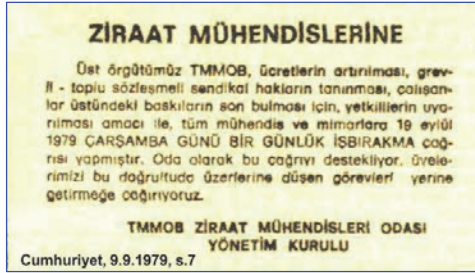 ZİRAAT MÜHENDİSLERİNE
Üst örgütümüz TMMOB, ücretlerin artırılması, grev-
li - toplu sözleşmeli sendikal hakların tanınması, çalışan-
lar üstündeki baskıların son bulması için, yetkililerin uya-
rılması amacı ile, tüm mühendis ve mimarlara 19 eylül
1979 ÇARŞAMBA GÜNÜ BİR GÜNLÜK İŞBIRAKMA çağ-
rısı yapmıştır. Oda olarak bu çağrıyı destekliyor, üyele-
rimizi bu doğrultuda üzerlerine düşen görevleri yerine
getirmeğe çağırıyoruz.
TMMOB ZİRAAT MÜHENDİSLERİ ODASI
YÖNETİM KURULU
Cumhuriyet, 9.9.1979, s.7